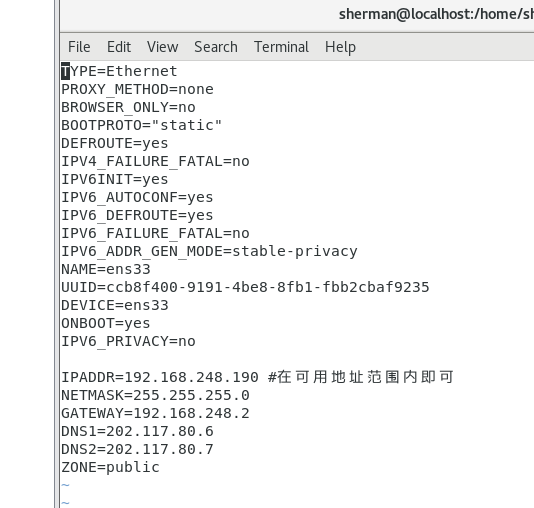 sherman@localhost:/home/sh
File Edit View Search Terminal Help
TYPE=Ethernet
PROXY_METHOD=none
BROWSER_ONLY=no
BOOTPROTO="static"
DEFROUTE=yes
IPV4_FAILURE_FATAL=no
IPV6INIT=yes
IPV6_AUTOCONF=yes
IPV6_DEFROUTE=yes
IPV6_FAILURE_FATAL=no
IPV6_ADDR_GEN_MODE=stable-privacy
NAME=ens33
UUID=ccb8f400-9191-4be8-8fb1-fbb2cbaf9235
DEVICE=ens33
ONBOOT=yes
IPV6_PRIVACY=no
IPADDR=192.168.248.190 #在可用地址范围内即可
NETMASK=255.255.255.0
GATEWAY=192.168.248.2
DNS1=202.117.80.6
DNS2=202.117.80.7
ZONE=public
~
~